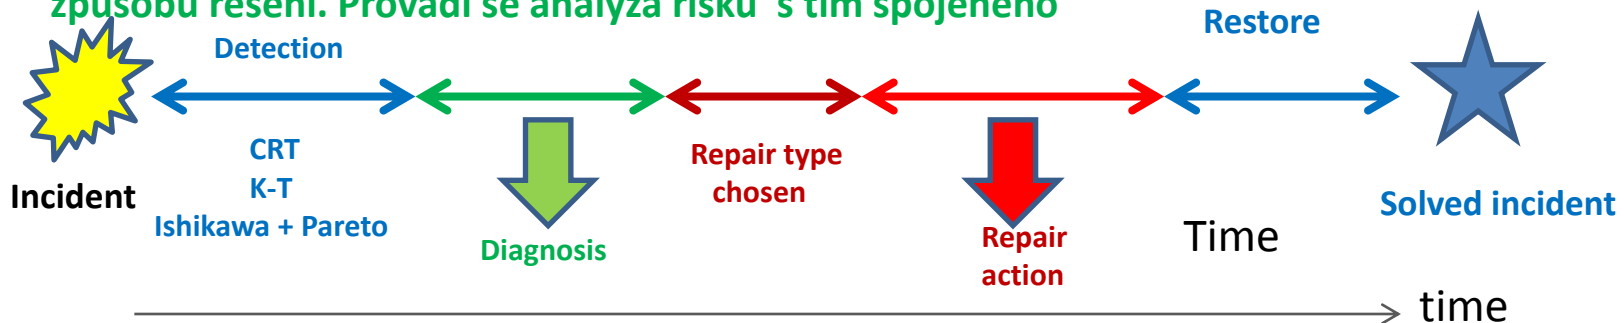 způsobu řešení. Provádí se analýza risku  s tím spojeného
Restore
Detection
CRT
K-T
Ishikawa + Pareto
Incident
Diagnosis
Repair type
chosen
Repair
action
Time
Solved incident
time